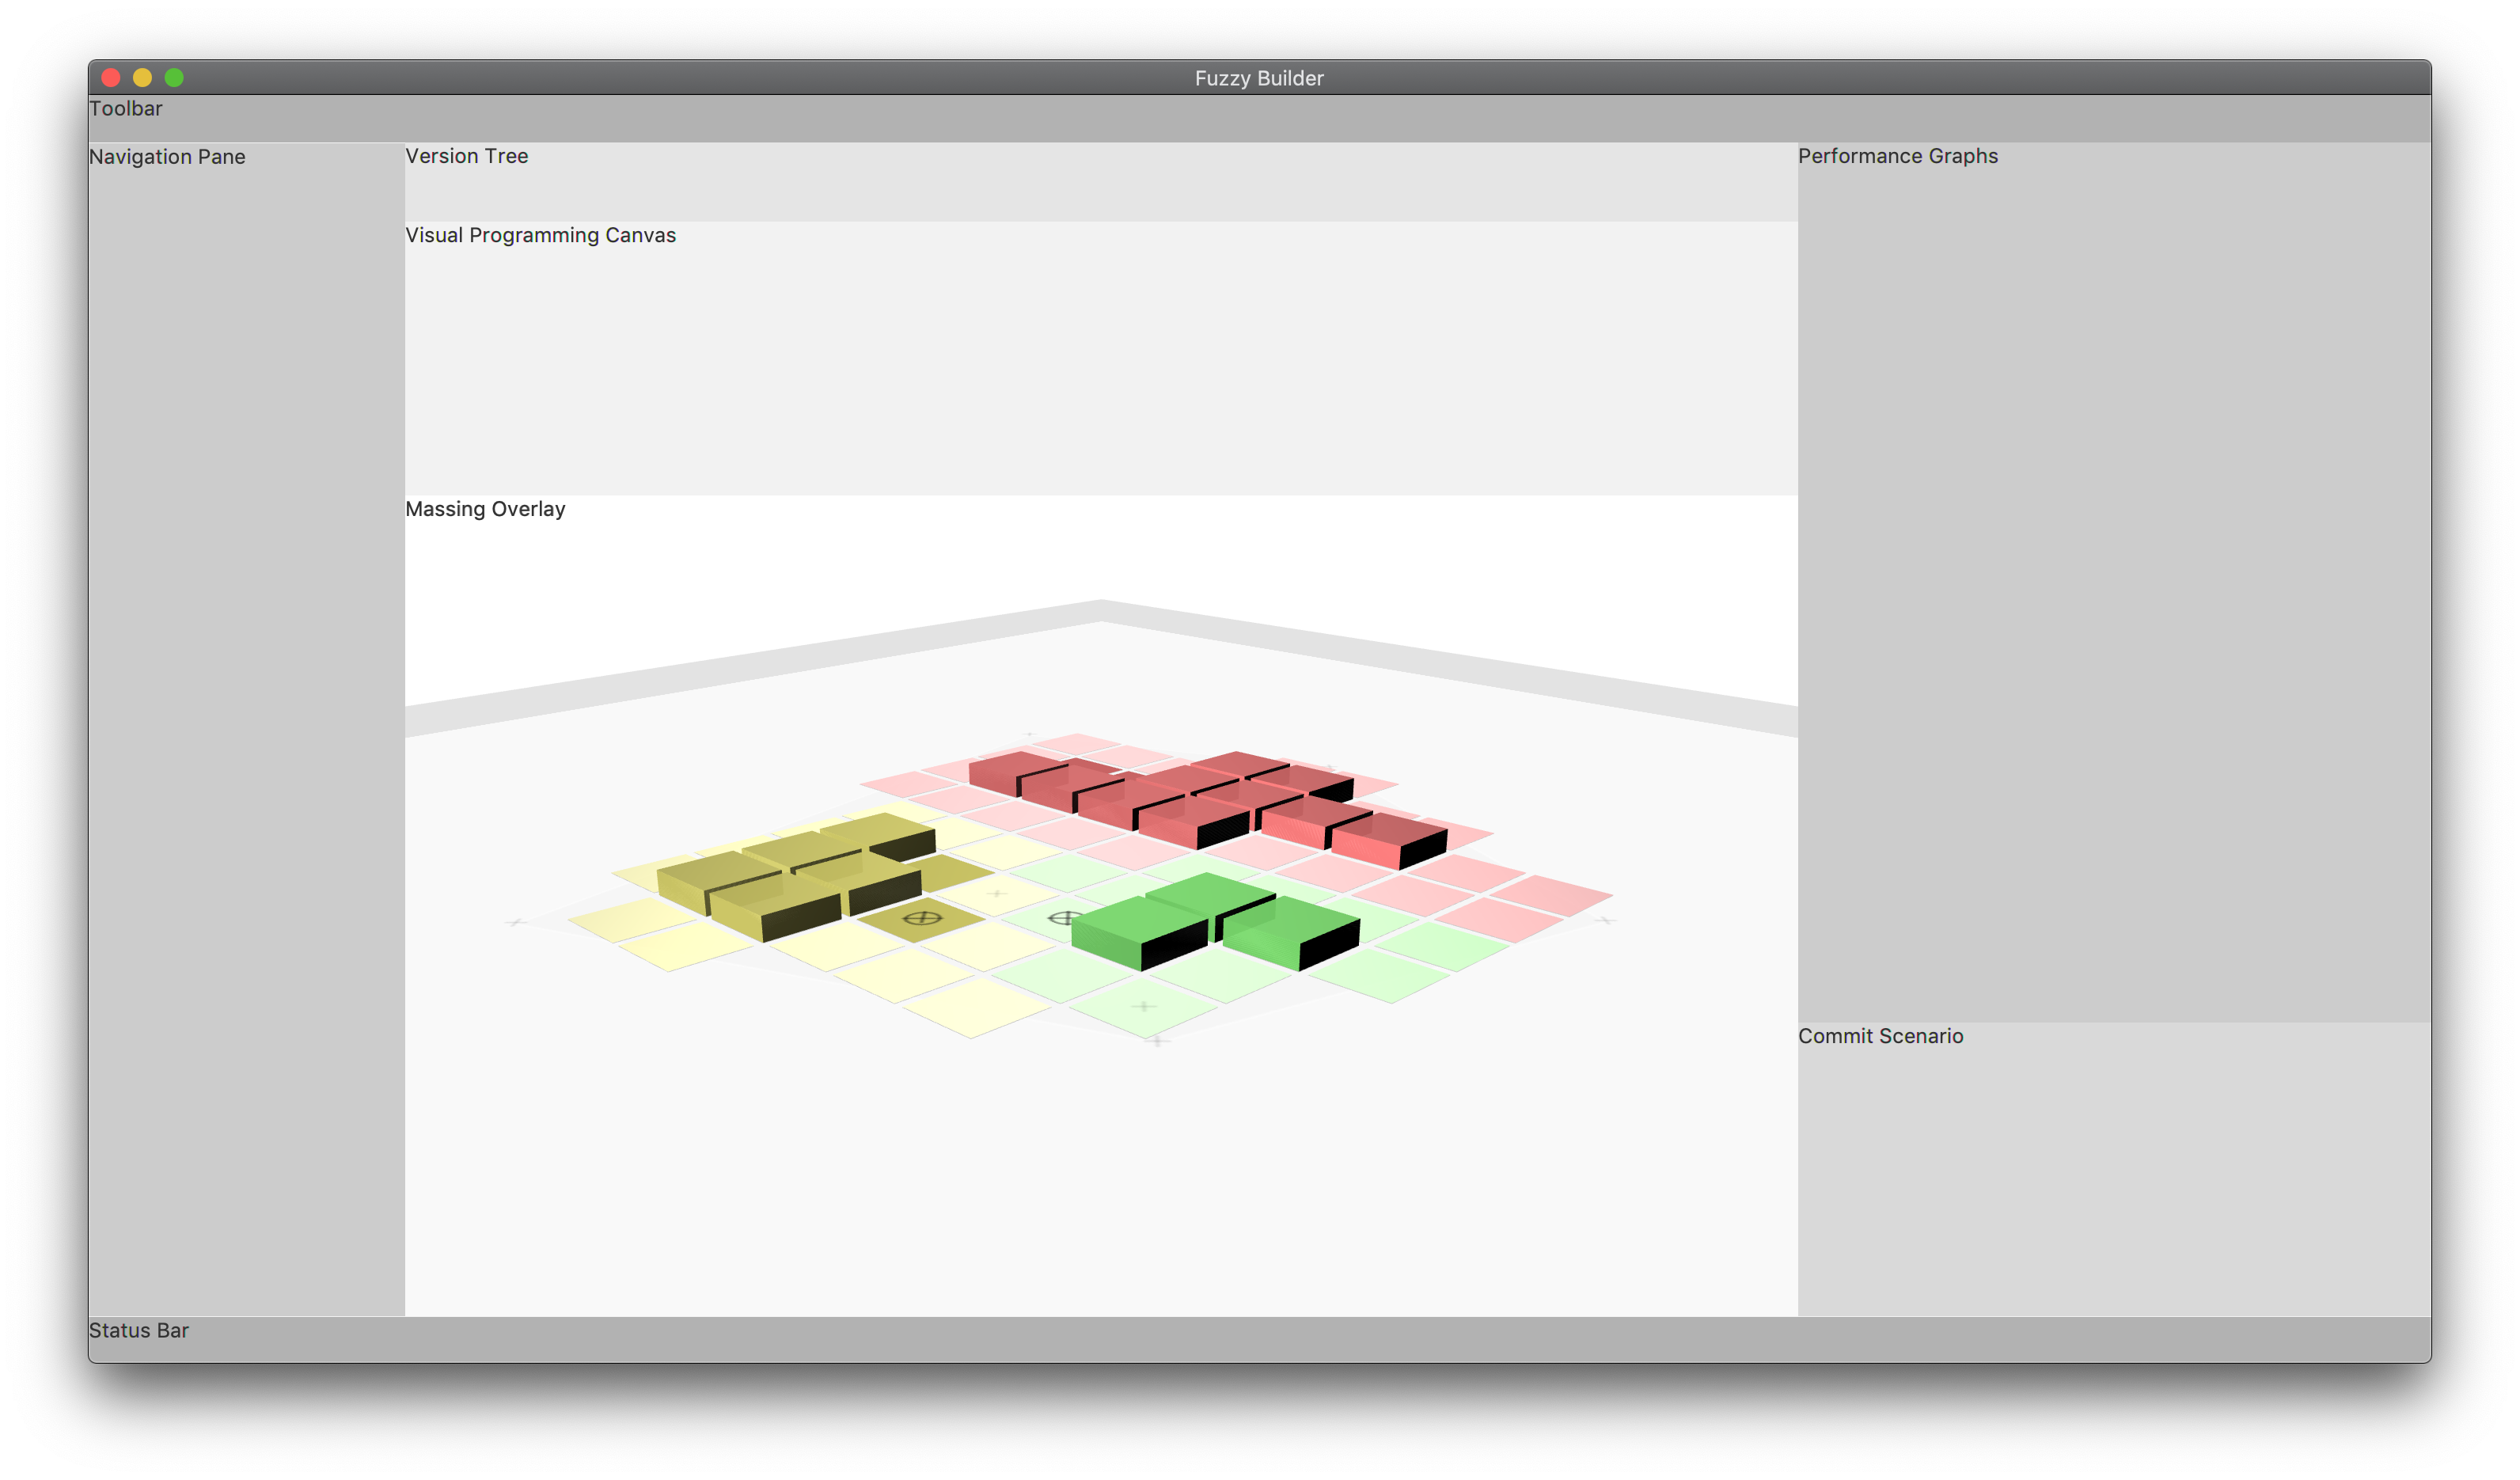 Fuzzy Builder
Toolbar
Navigation Pane
Version Tree
Performance Graphs
Visual Programming Canvas
Massing Overlay
Commit Scenario
Status Bar